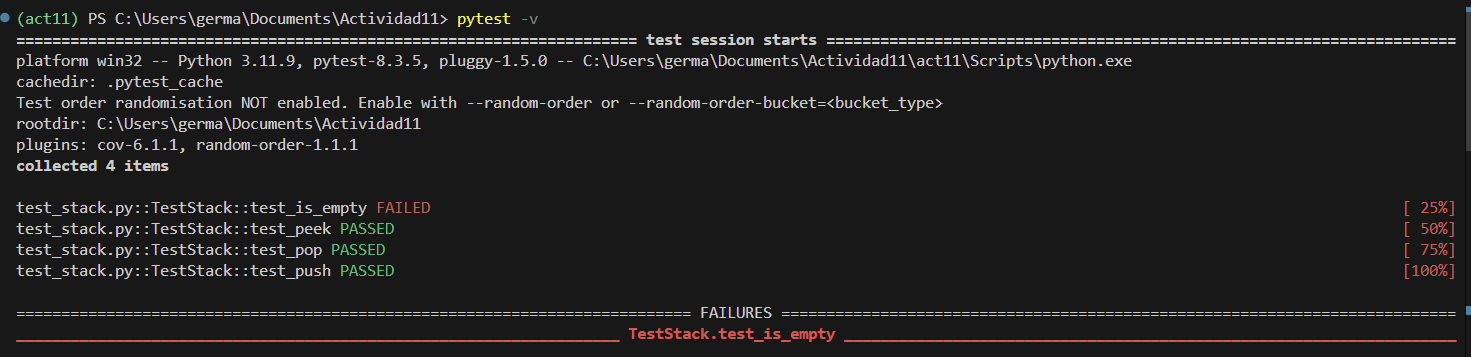 (act11) PS C:\Users\germa\Documents\Actividad11> pytest -v
===================================================================== test session starts ======================================================================
platform win32 -- Python 3.11.9, pytest-8.3.5, pluggy-1.5.0 -- C:\Users\germa\Documents\Actividad11\act11\Scripts\python.exe
cachedir: .pytest_cache
Test order randomisation NOT enabled. Enable with --random-order or --random-order-bucket=<bucket_type>
rootdir: C:\Users\germa\Documents\Actividad11
plugins: cov-6.1.1, random-order-1.1.1
collected 4 items
test_stack.py::TestStack::test_is_empty FAILED [ 25%]
test_stack.py::TestStack::test_peek PASSED [ 50%]
test_stack.py::TestStack::test_pop PASSED [ 75%]
test_stack.py::TestStack::test_push PASSED [100%]
=========================================================================== FAILURES ===========================================================================
___________________________________________________________________ TestStack.test_is_empty ____________________________________________________________________